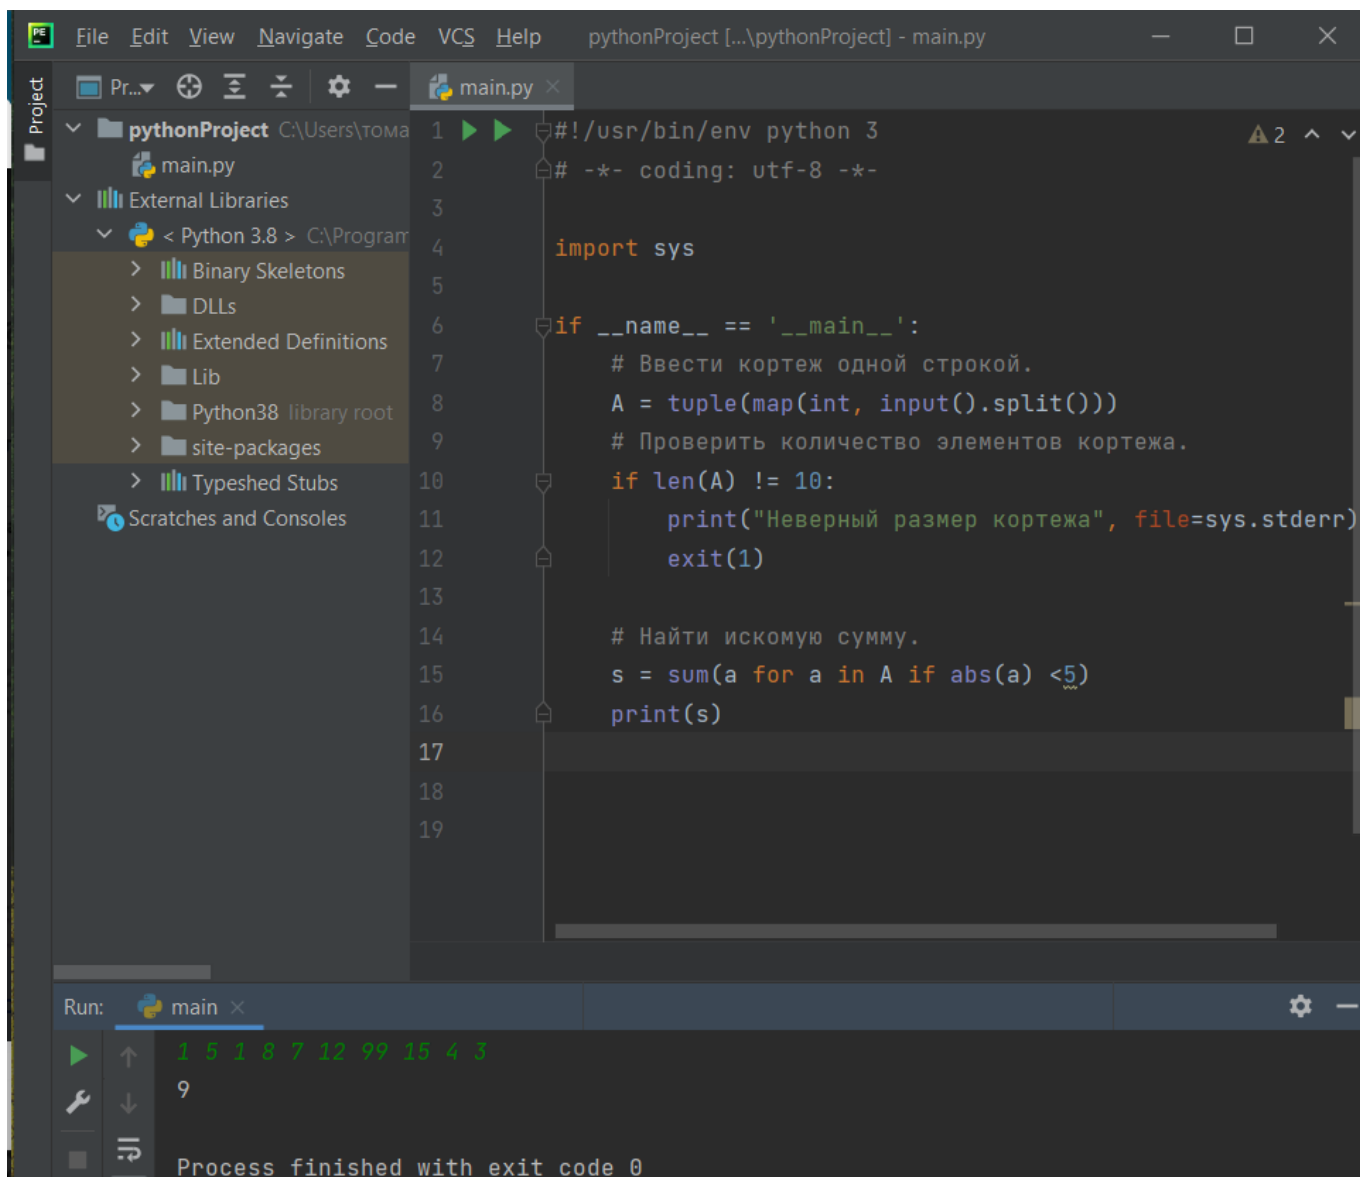 PE File Edit View Navigate Code VCS Help pythonProject [...\pythonProject] - main.py
Project
Pr... main.py
pythonProject C:\Users\тома
main.py
External Libraries
< Python 3.8 > C:\Program
Binary Skeletons
DLLs
Extended Definitions
Lib
Python38 library root
site-packages
Typeshed Stubs
Scratches and Consoles
1 #!/usr/bin/env python 3
2 # -*- coding: utf-8 -*-
3
4 import sys
5
6 if __name__ == '__main__':
7 # Ввести кортеж одной строкой.
8 A = tuple(map(int, input().split()))
9 # Проверить количество элементов кортежа.
10 if len(A) != 10:
11 print("Неверный размер кортежа", file=sys.stderr)
12 exit(1)
13
14 # Найти искомую сумму.
15 s = sum(a for a in A if abs(a) <5)
16 print(s)
17
18
19
2
Run: main
1 5 1 8 7 12 99 15 4 3
9
Process finished with exit code 0